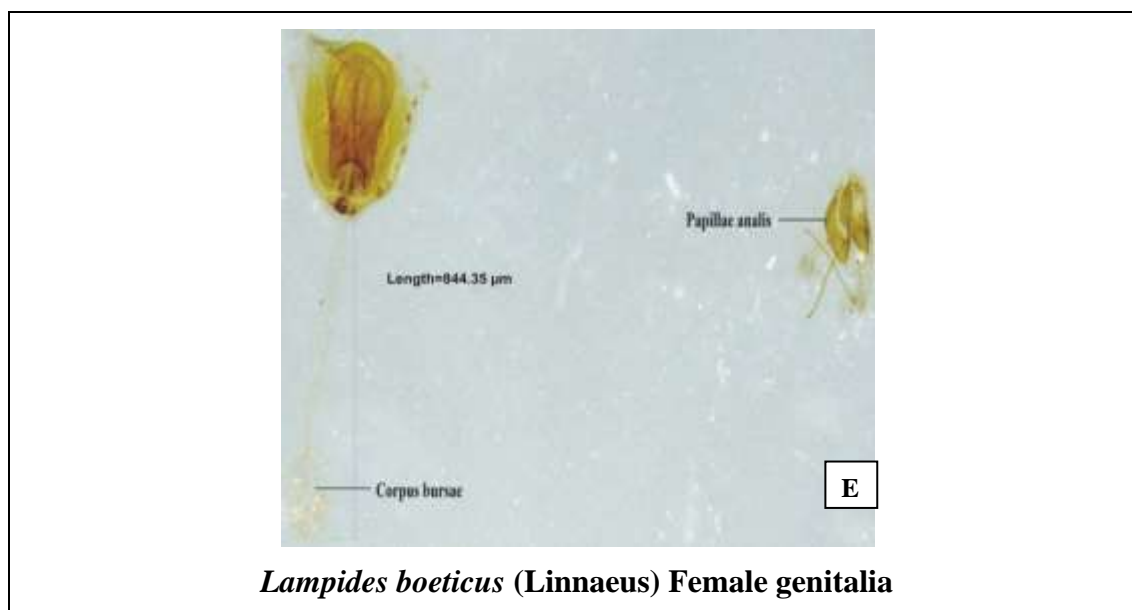 Papillae analis
Length=844.35 µm
Corpus bursae
E
Lampides boeticus (Linnaeus) Female genitalia